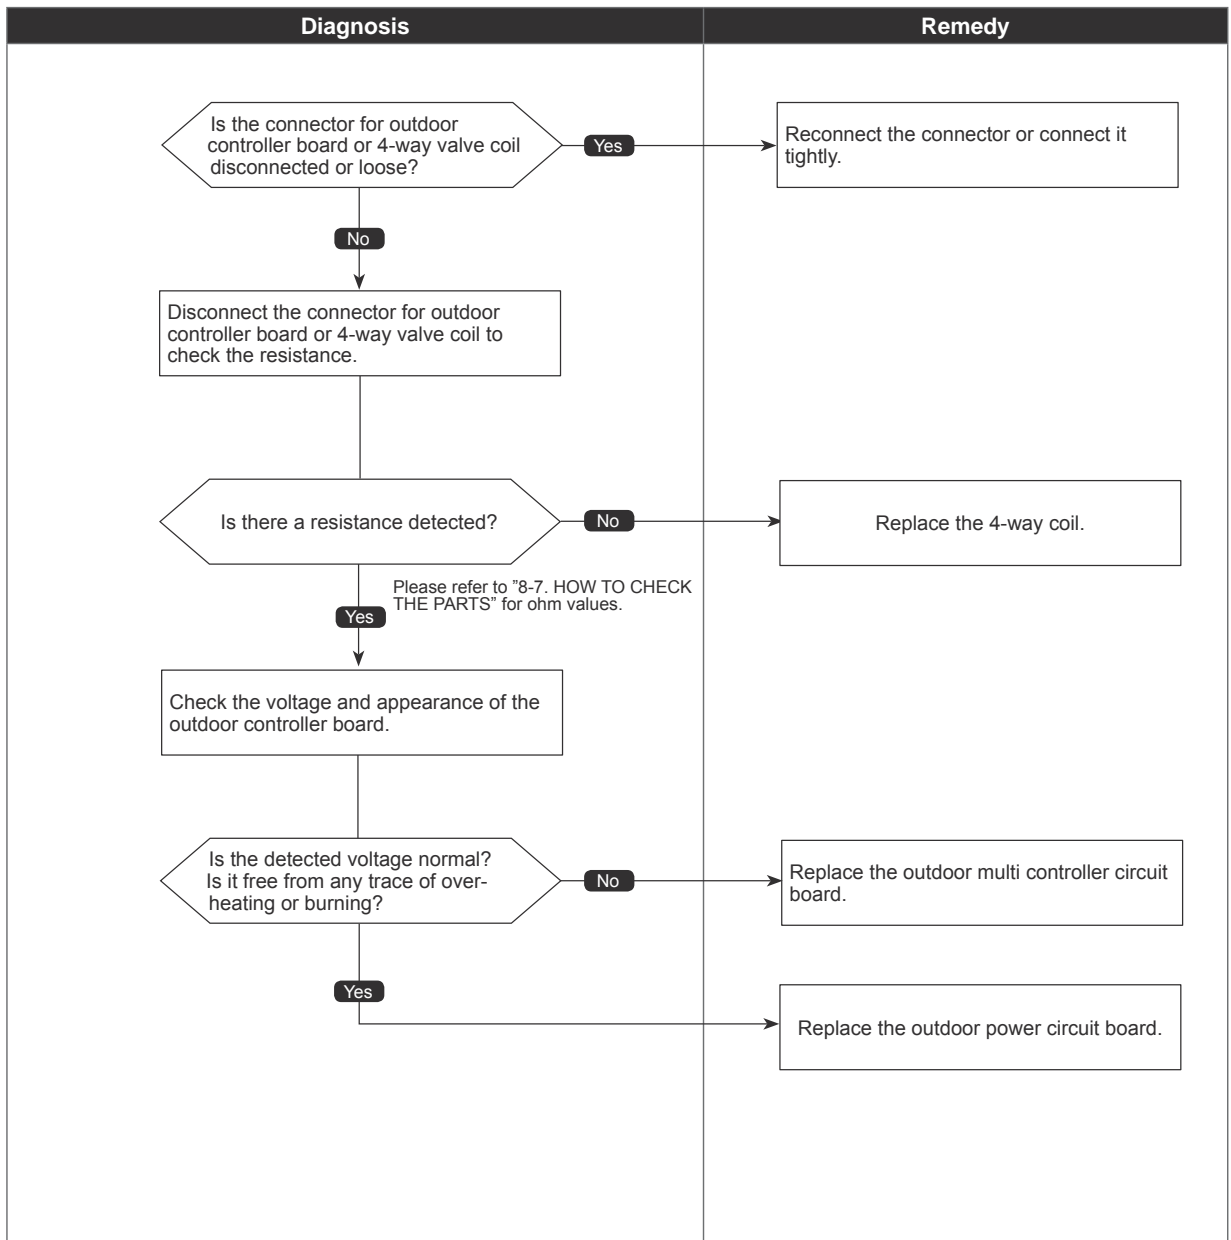 Diagnosis
Remedy
Is the connector for outdoor
controller board or 4-way valve coil
disconnected or loose?
Yes
Reconnect the connector or connect it
tightly.
No
Disconnect the connector for outdoor
controller board or 4-way valve coil to
check the resistance.
Is there a resistance detected?
No
Replace the 4-way coil.
Please refer to "8-7. HOW TO CHECK
THE PARTS" for ohm values.
Yes
Check the voltage and appearance of the
outdoor controller board.
Is the detected voltage normal?
Is it free from any trace of over-
heating or burning?
No
Replace the outdoor multi controller circuit
board.
Yes
Replace the outdoor power circuit board.